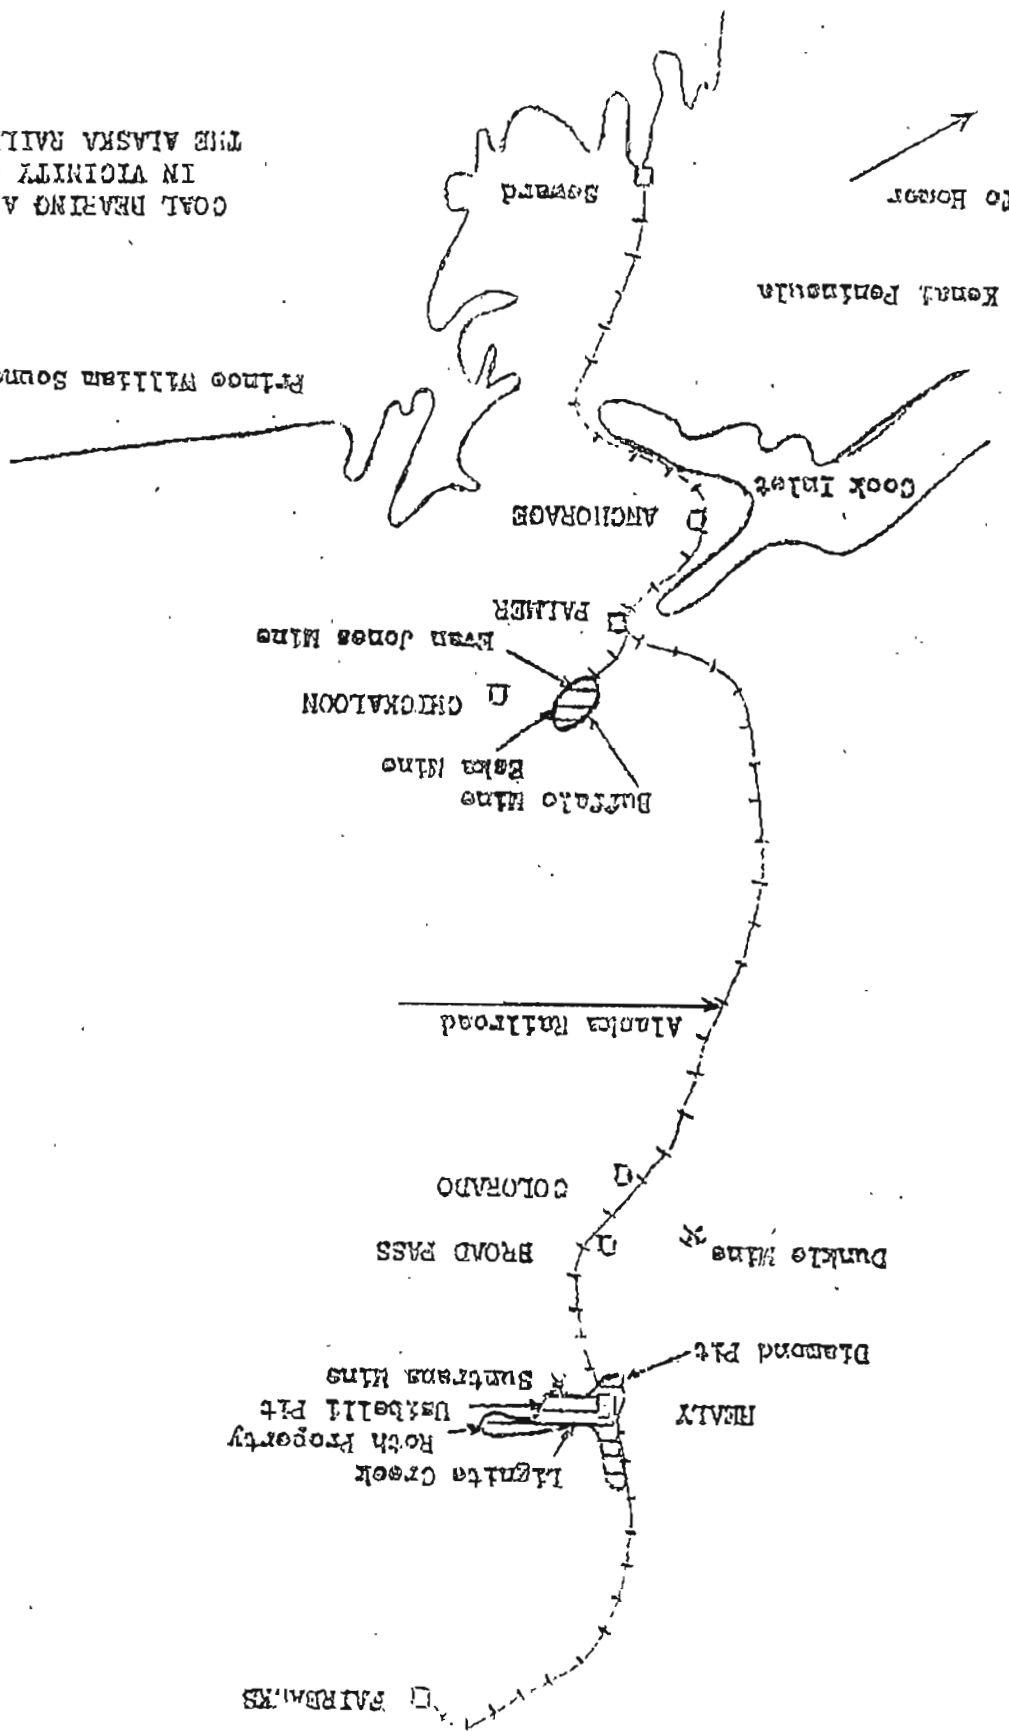 FAIRBANKS
Lignite Creek
Roth Property
Usibelli Pit
Suntrana Mine
HEALY
Diamond Pit
Dunkle Mine
BROAD PASS
COLORADO
Alaska Railroad
Buffalo Mine
Eska Mine
CHICKALOON
Evan Jones Mine
PALMER
ANCHORAGE
Cook Inlet
Prince William Soun
Kenai Peninsula
To Homer
Seward
COAL BEARING A
IN VICINITY
THE ALASKA RAIL